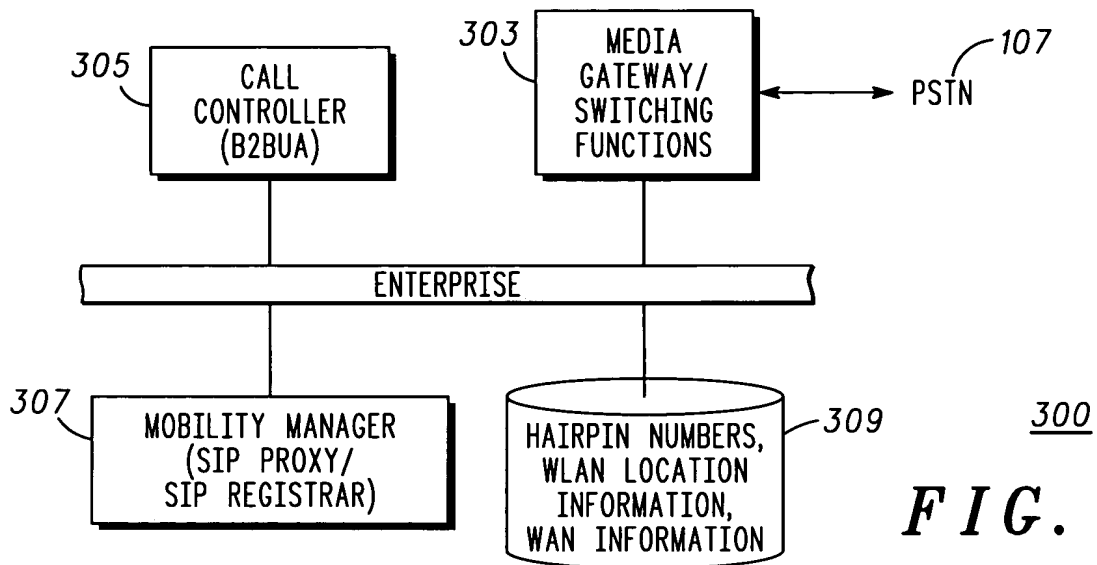 305
CALL
CONTROLLER
(B2BUA)
303
MEDIA
GATEWAY/
SWITCHING
FUNCTIONS
107
PSTN
ENTERPRISE
307
MOBILITY MANAGER
(SIP PROXY/
SIP REGISTRAR)
309
HAIRPIN NUMBERS,
WLAN LOCATION
INFORMATION,
WAN INFORMATION
300
FIG.